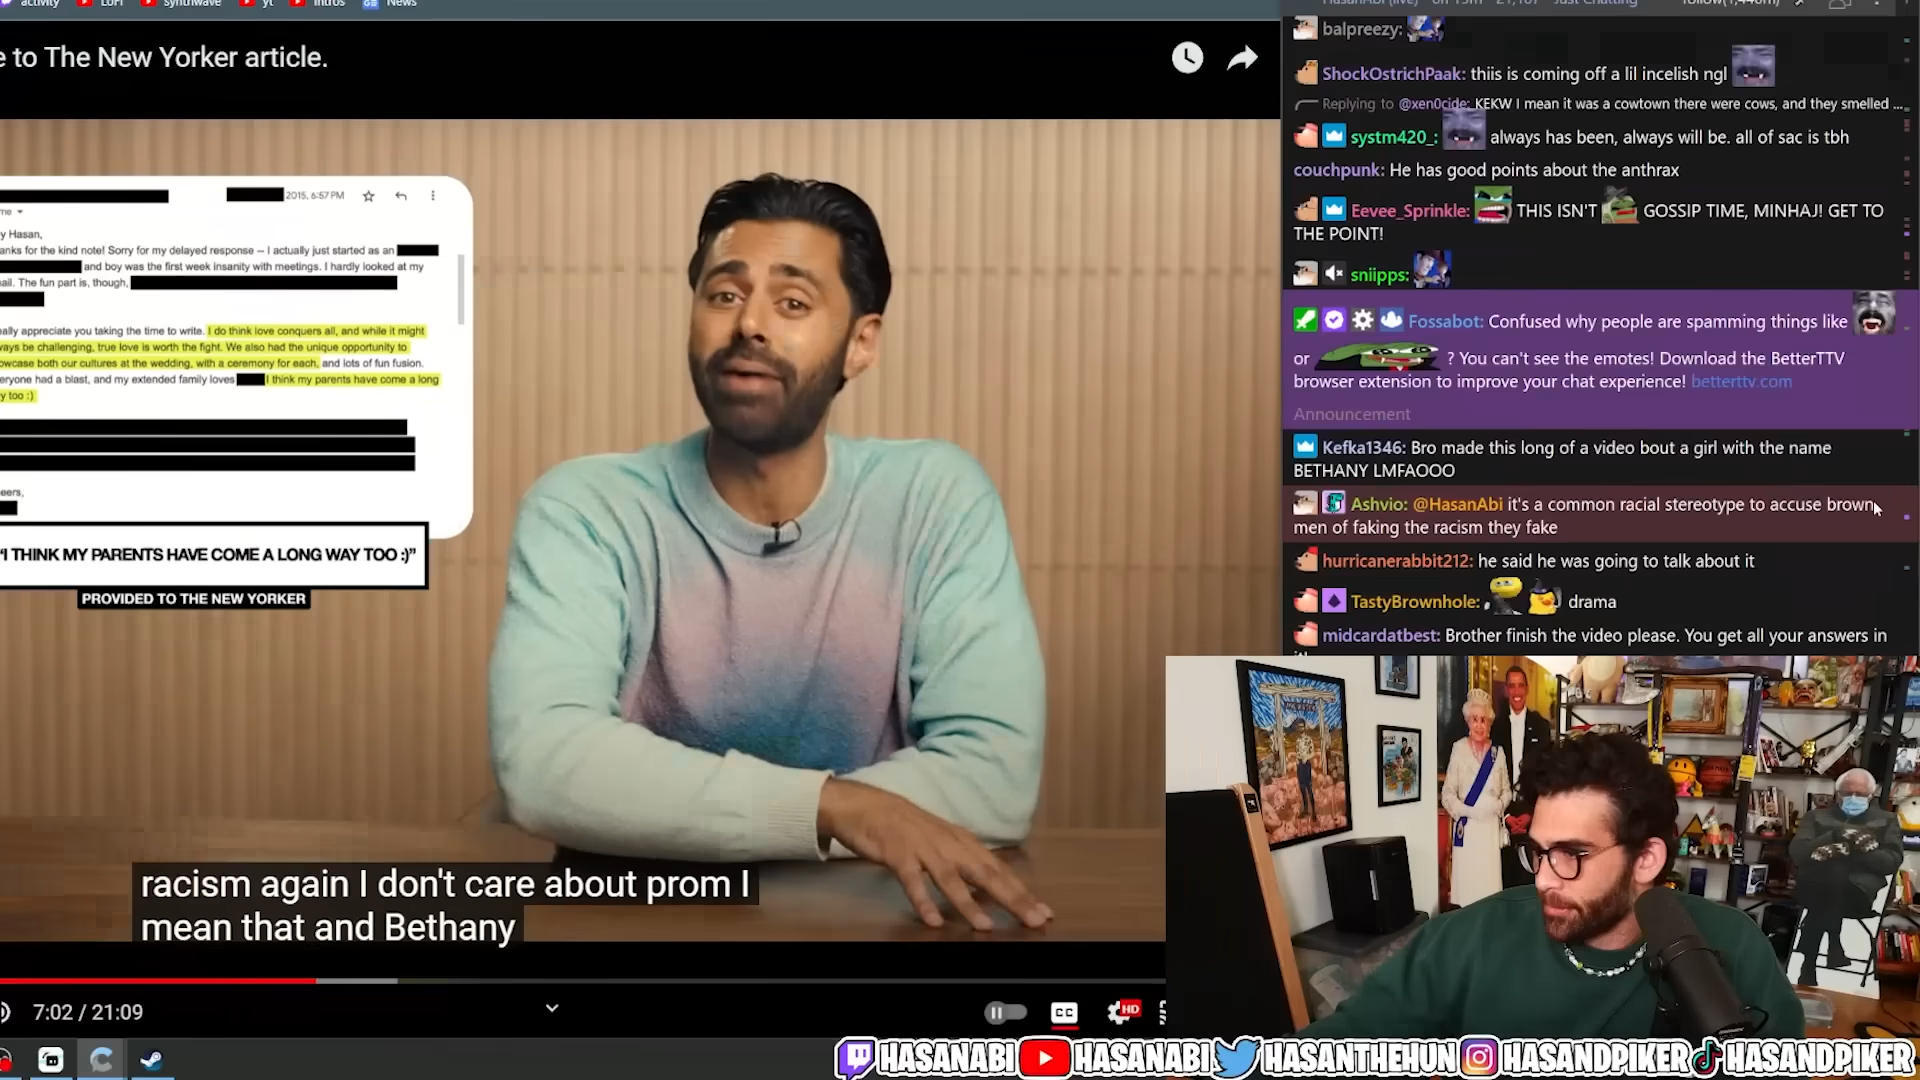 activity
LoFi
synthwave
yt
intros
News
e to The New Yorker article.
2015, 6:57 PM
me
y Hasan,
anks for the kind note! Sorry for my delayed response – I actually just started as an
and boy was the first week insanity with meetings. I hardly looked at my
ail. The fun part is, though,
eally appreciate you taking the time to write. I do think love conquers all, and while it might
ways be challenging, true love is worth the fight. We also had the unique opportunity to
owcase both our cultures at the wedding, with a ceremony for each, and lots of fun fusion.
eryone had a blast, and my extended family loves I think my parents have come a long
y too :)
eers,
"I THINK MY PARENTS HAVE COME A LONG WAY TOO :)"
PROVIDED TO THE NEW YORKER
racism again I don't care about prom I
mean that and Bethany
7:02 / 21:09
CC
HD
balpreezy:
ShockOstrichPaak: thiis is coming off a lil incelish ngl
Replying to @xen0cide: KEKW I mean it was a cowtown there were cows, and they smelled ...
systm420_: always has been, always will be. all of sac is tbh
couchpunk: He has good points about the anthrax
Eevee_Sprinkle: THIS ISN'T GOSSIP TIME, MINHAJ! GET TO
THE POINT!
sniipps:
Fossabot: Confused why people are spamming things like
or ? You can't see the emotes! Download the BetterTTV
browser extension to improve your chat experience! betterttv.com
Announcement
Kefka1346: Bro made this long of a video bout a girl with the name
BETHANY LMFAOOO
Ashvio: @HasanAbi it's a common racial stereotype to accuse brown
men of faking the racism they fake
hurricanerabbit212: he said he was going to talk about it
TastyBrownhole: drama
midcardatbest: Brother finish the video please. You get all your answers in
HASANABI HASANABI HASANTHEHUN HASANDPIKER HASANDPIKER